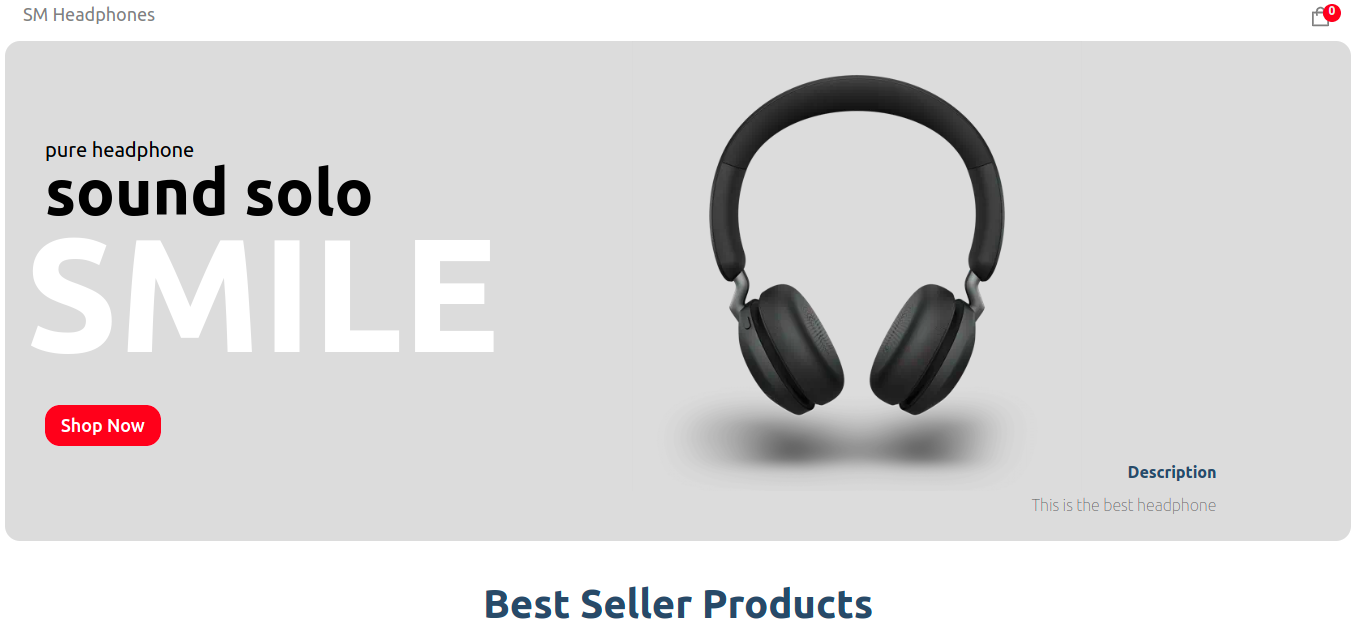 SM Headphones
0
pure headphone
sound solo
SMILE
Shop Now
Description
This is the best headphone
Best Seller Products